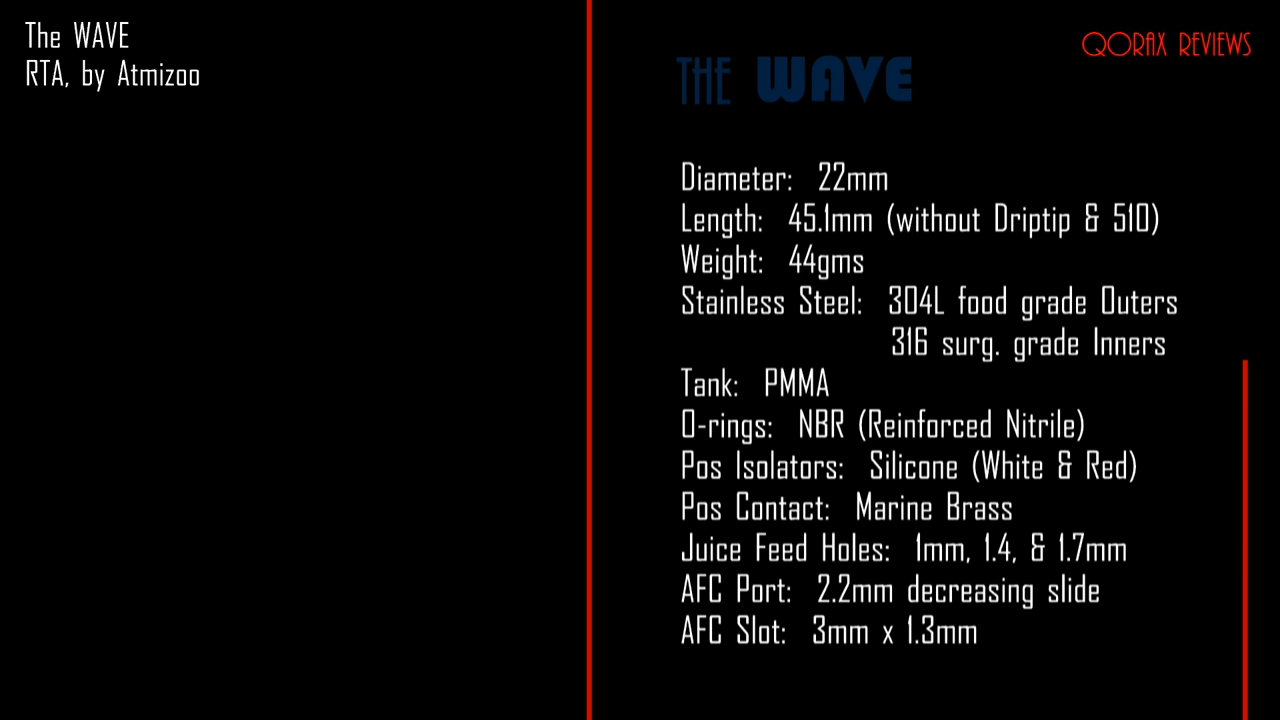 The WAVE
RTA, by Atmizoo
QORAX REVIEWS
THE WAVE
Diameter: 22mm
Length: 45.1mm (without Driptip & 510)
Weight: 44gms
Stainless Steel: 304L food grade Outers
316 surg. grade Inners
Tank: PMMA
O-rings: NBR (Reinforced Nitrile)
Pos Isolators: Silicone (White & Red)
Pos Contact: Marine Brass
Juice Feed Holes: 1mm, 1.4, & 1.7mm
AFC Port: 2.2mm decreasing slide
AFC Slot: 3mm x 1.3mm